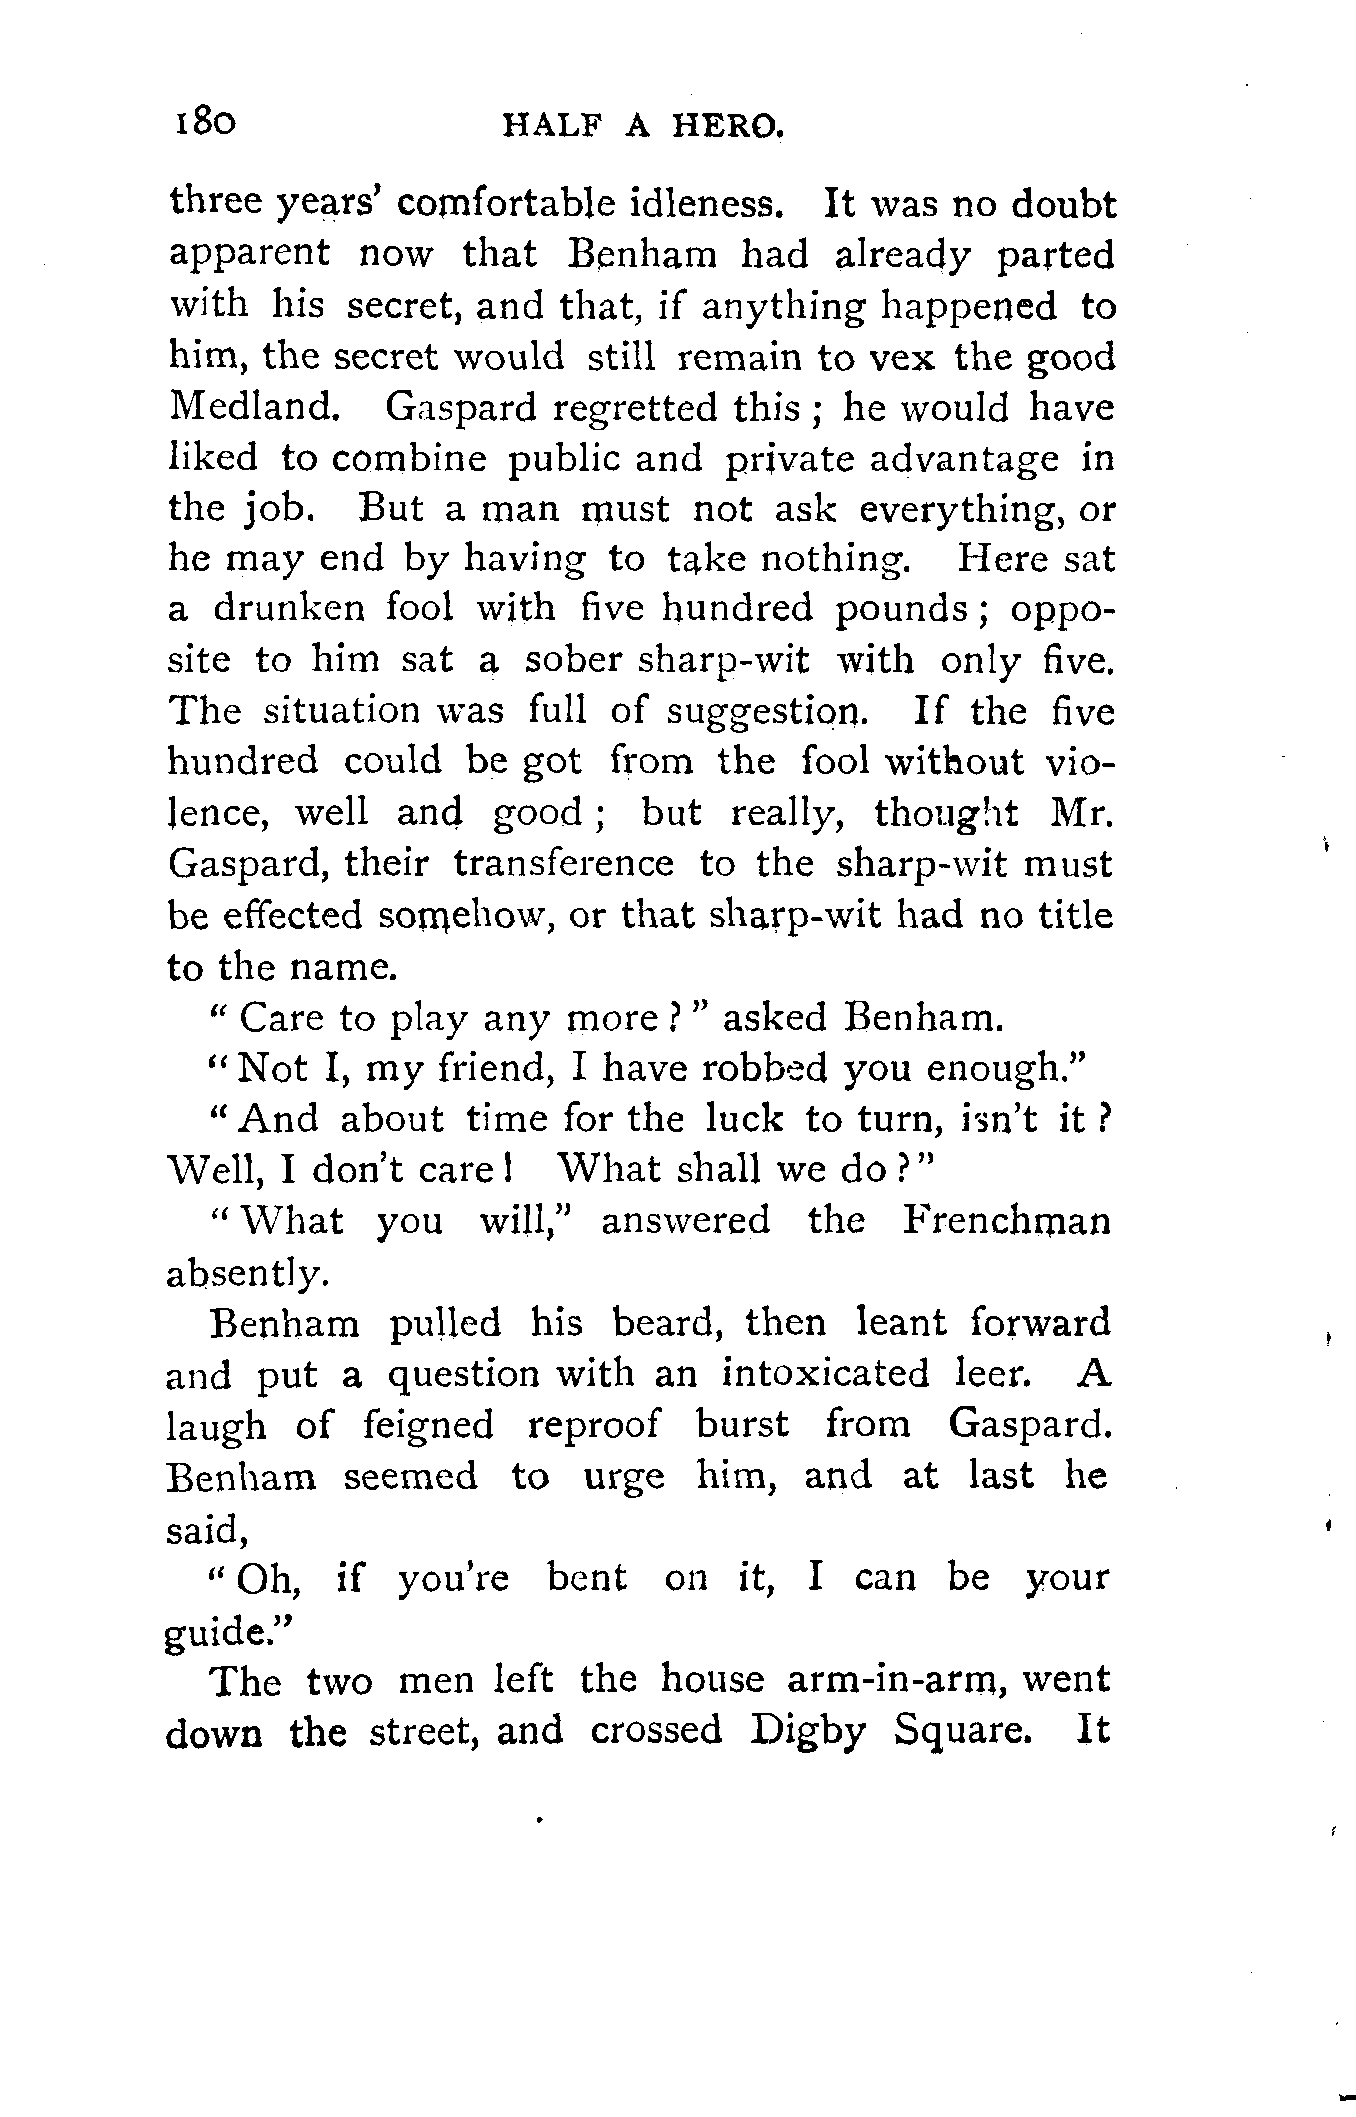 180 HALF A HERO.
three years' comfortable idleness. It was no doubt
apparent now that Benham had already parted
with his secret, and that, if anything happened to
him, the secret would still remain to vex the good
Medland. Gaspard regretted this ; he would have
liked to combine public and private advantage in
the job. But a man must not ask everything, or
he may end by having to take nothing. Here sat
a drunken fool with five hundred pounds ; oppo-
site to him sat a sober sharp-wit with only five.
The situation was full of suggestion. If the five
hundred could be got from the fool without vio-
lence, well and good ; but really, thought Mr.
Gaspard, their transference to the sharp-wit must
be effected somehow, or that sharp-wit had no title
to the name.
" Care to play any more ? " asked Benham.
" Not I, my friend, I have robbed you enough."
" And about time for the luck to turn, isn't it ?
Well, I don't care ! What shall we do ? "
" What you will," answered the Frenchman
absently.
Benham pulled his beard, then leant forward
and put a question with an intoxicated leer. A
laugh of feigned reproof burst from Gaspard.
Benham seemed to urge him, and at last he
said,
" Oh, if you're bent on it, I can be your
guide."
The two men left the house arm-in-arm, went
down the street, and crossed Digby Square. It